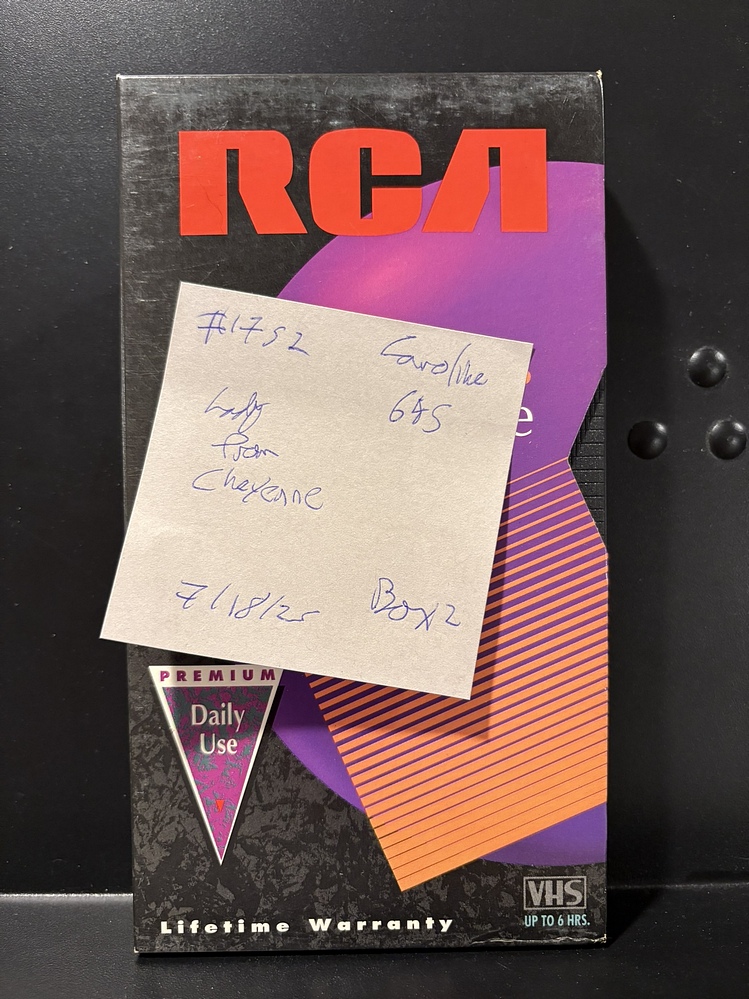 RCA
#1752
Caroline
645
Lady
From
Cheyenne
7/18/25
Box 2
e
PREMIUM
Daily
Use
Lifetime Warranty
VHS
UP TO 6 HRS.